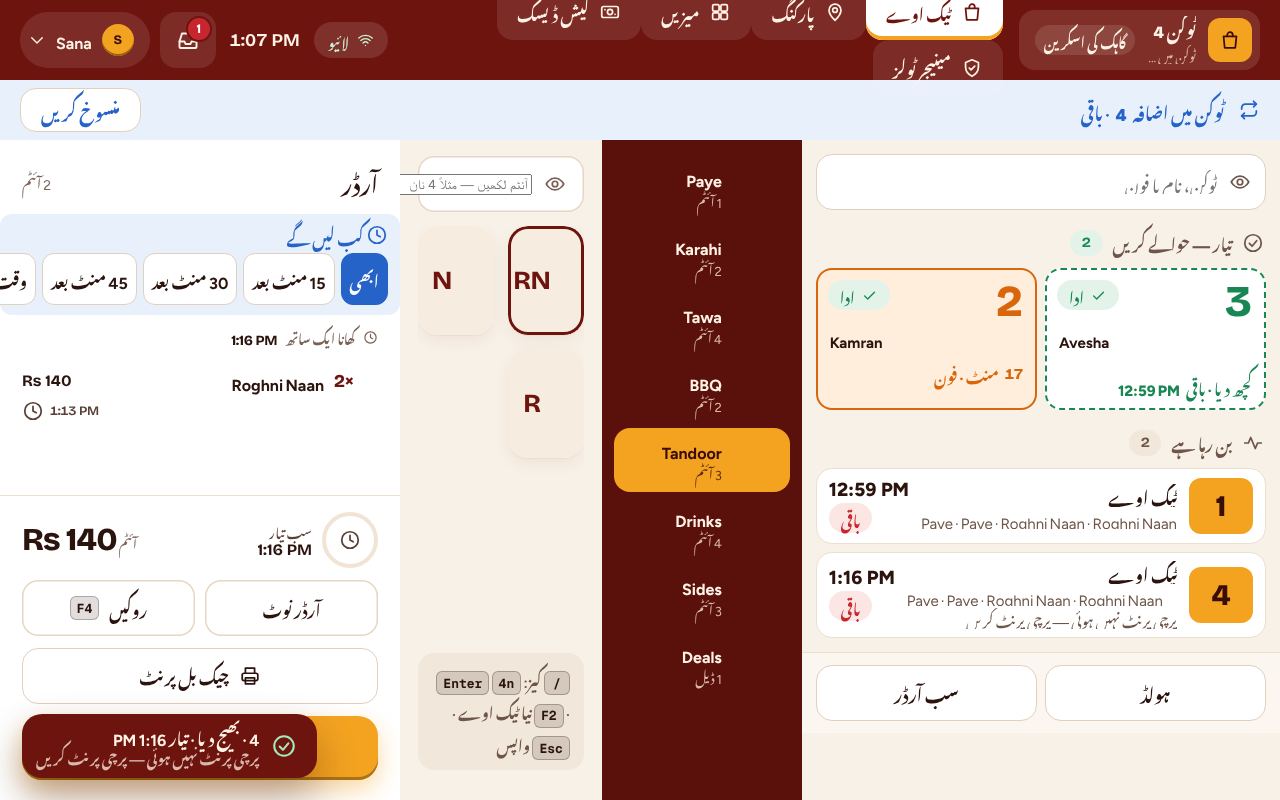 ٹوکن 4
گاہک کی اسکرین
ٹیک اوے
پارکنگ
میزیں
کیش ڈیسک
مینیجر ٹولز
لائیو
1:07 PM
1
S
Sana
ٹوکن میں اضافہ 4 · باقی
منسوخ کریں
ٹوکن، نام یا فون
تیار — حوالے کریں
2
3
ادا
Ayesha
کچھ دیا · باقی 12:59 PM
2
ادا
Kamran
17 منٹ · فون
بن رہا ہے
2
1
ٹیک اوے
12:59 PM
Paye · Paye · Roghni Naan · Roghni Naan
باقی
4
ٹیک اوے
1:16 PM
Paye · Paye · Roghni Naan · Roghni Naan
باقی
پرچی پرنٹ نہیں ہوئی — پرچی پرنٹ کریں
ہولڈ
سب آرڈر
Paye
1 آئٹم
Karahi
2 آئٹم
Tawa
4 آئٹم
BBQ
2 آئٹم
Tandoor
3 آئٹم
Drinks
4 آئٹم
Sides
3 آئٹم
Deals
1 ڈیل
آئٹم لکھیں — مثلاً 4 نان
RN
N
R
/ کیز: 4n Enter
· F2 نیا ٹیک اوے ·
Esc واپس
آرڈر
2 آئٹم
کب لیں گے
ابھی
15 منٹ بعد
30 منٹ بعد
45 منٹ بعد
وقت
کھانا ایک ساتھ 1:16 PM
2× Roghni Naan
Rs 140
1:13 PM
سب تیار
1:16 PM
آئٹم
Rs 140
آرڈر نوٹ
روکیں F4
چیک بل پرنٹ
4 · بھیج دیا · تیار 1:16 PM
پرچی پرنٹ نہیں ہوئی — پرچی پرنٹ کریں